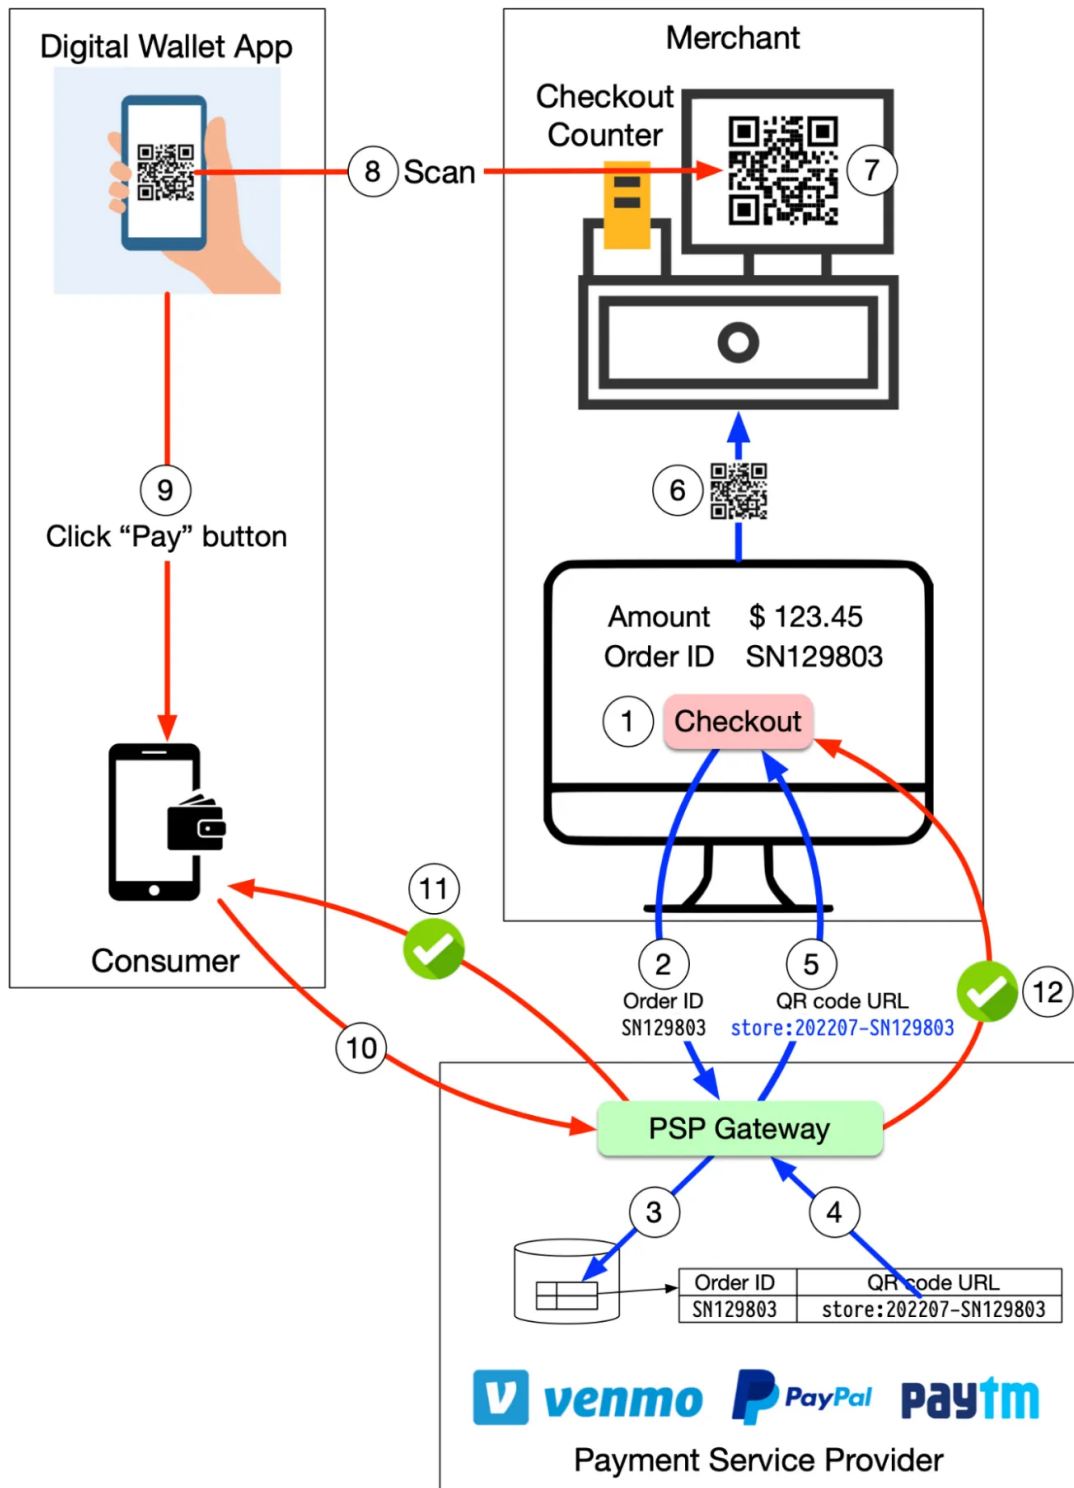 Digital Wallet App
Merchant
Checkout
Counter
7
8 Scan
9
Click “Pay” button
6
Amount $ 123.45
Order ID SN129803
1 Checkout
Consumer
11
2
Order ID
SN129803
5
QR code URL
store:202207-SN129803
12
10
PSP Gateway
3
4
Order ID QR code URL
SN129803 store:202207-SN129803
V venmo
PayPal
paytm
Payment Service Provider